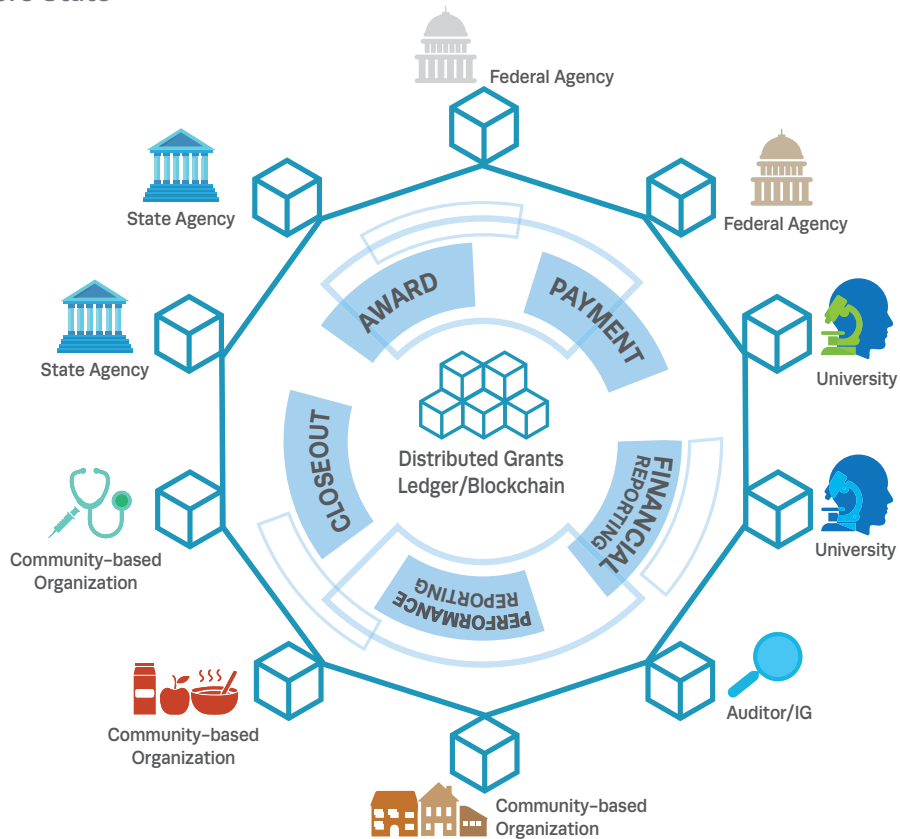 State
Federal Agency
State Agency
Federal Agency
AWARD
PAYMENT
State Agency
University
Distributed Grants
Ledger/Blockchain
CLOSEOUT
FINANCIAL
REPORTING
University
Community-based
Organization
PERFORMANCE
REPORTING
Auditor/IG
Community-based
Organization
Community-based
Organization